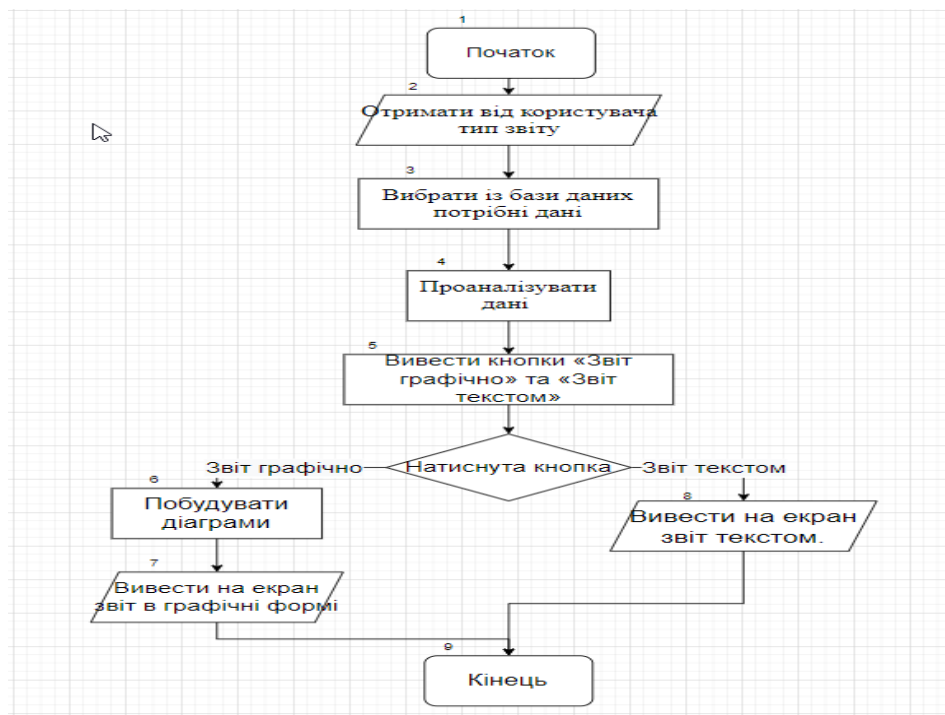 1
Початок
2
Отримати від користувача
тип звіту
3
Вибрати із бази даних
потрібні дані
4
Проаналізувати
дані
5
Вивести кнопки «Звіт
графічно» та «Звіт
текстом»
Звіт графічно
Натиснута кнопка
Звіт текстом
6
Побудувати
діаграми
8
Вивести на екран
звіт текстом.
7
Вивести на екран
звіт в графічні формі
9
Кінець